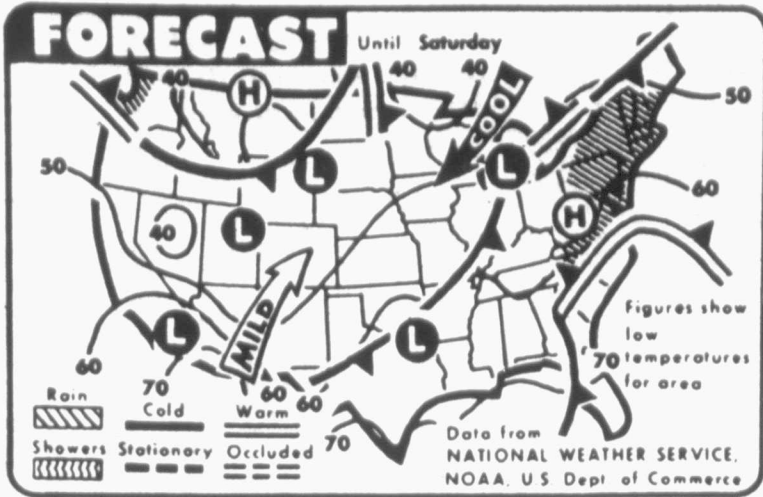 FORECAST
Until Saturday
40
40
40
H
COOL
50
50
L
L
60
40
L
H
MILD
L
L
Figures show
low
temperatures
for area
60
70
70
60
60
70
Rain
Cold
Warm
Showers
Stationary
Occluded
Data from
NATIONAL WEATHER SERVICE,
NOAA, U.S. Dept. of Commerce